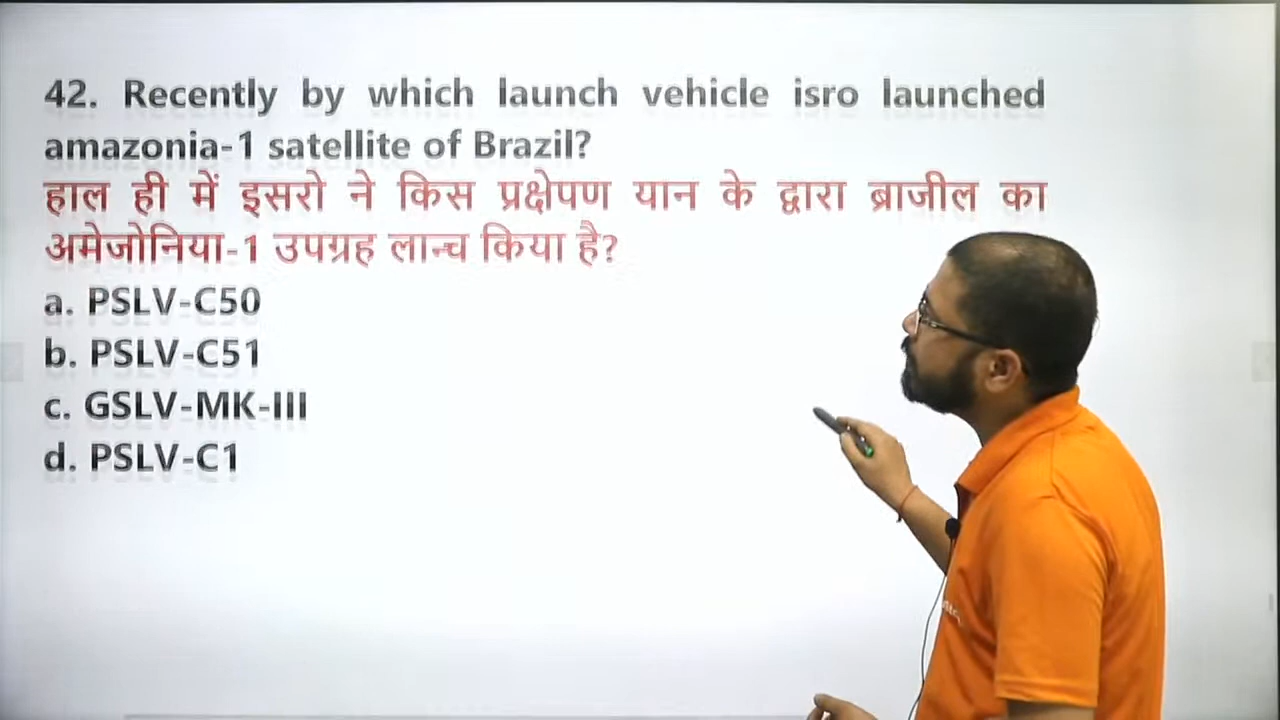 42. Recently by which launch vehicle isro launched
amazonia-1 satellite of Brazil?
हाल ही में इसरो ने किस प्रक्षेपण यान के द्वारा ब्राजील का
अमेजोनिया-1 उपग्रह लान्च किया है?
a. PSLV-C50
b. PSLV-C51
c. GSLV-MK-III
d. PSLV-C1